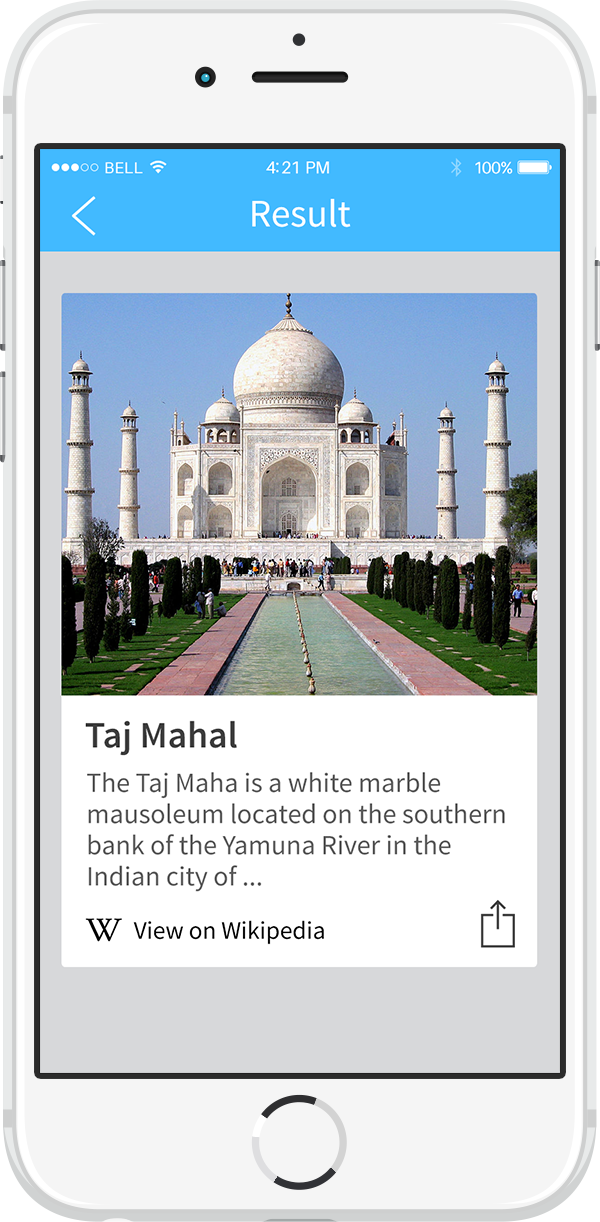 BELL 4:21 PM 100%
Result
Taj Mahal
The Taj Maha is a white marble
mausoleum located on the southern
bank of the Yamuna River in the
Indian city of ...
W View on Wikipedia